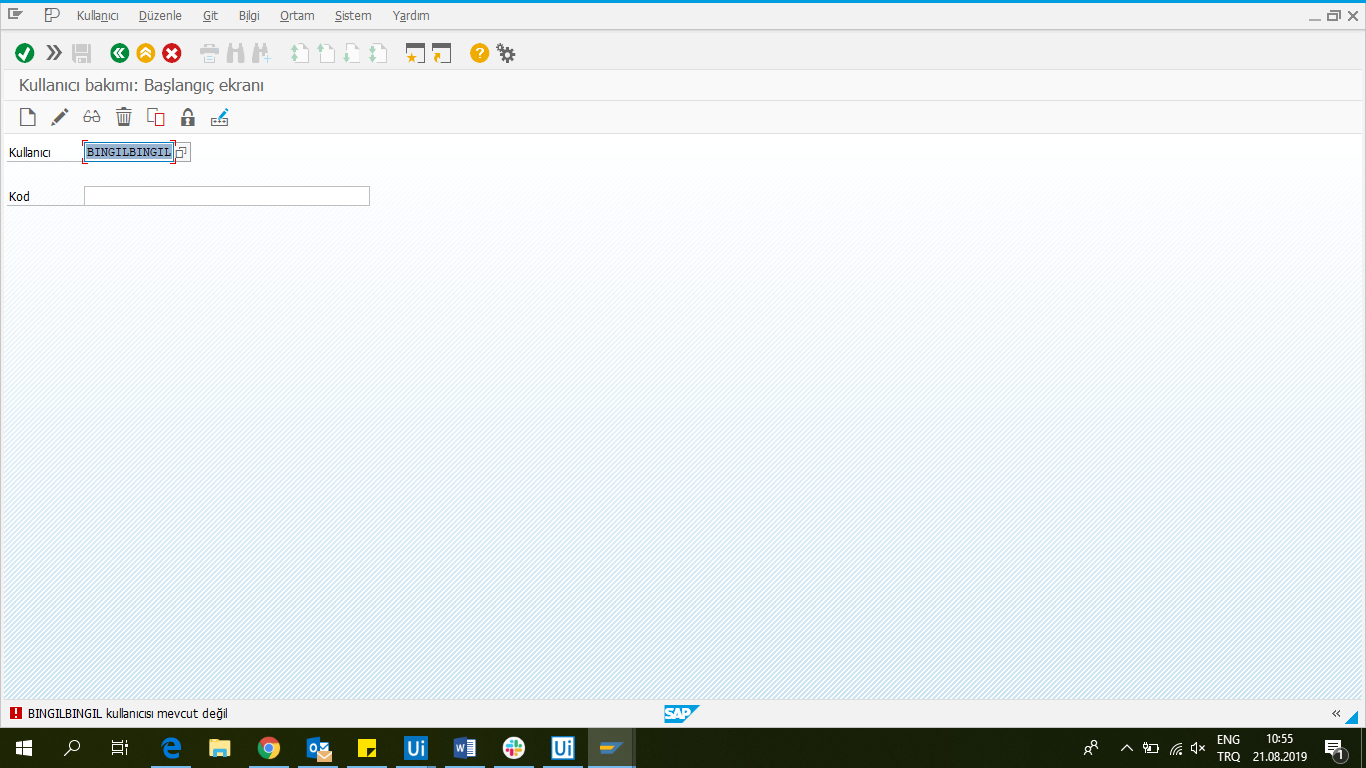 Kullanıcı Düzenle Git Bilgi Ortam Sistem Yardım
Kullanıcı bakımı: Başlangıç ekranı
Kullanıcı BINGILBINGIL
Kod
BINGILBINGIL kullanıcısı mevcut değil
SAP
ENG 10:55
TRQ 21.08.2019
1